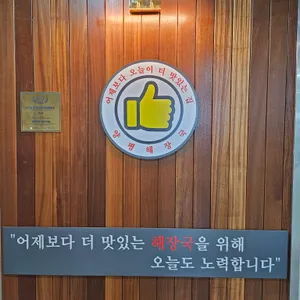 어제보다 오늘이 더 맛있는 집
양평해장국
"어제보다 더 맛있는 해장국을 위해
오늘도 노력합니다"